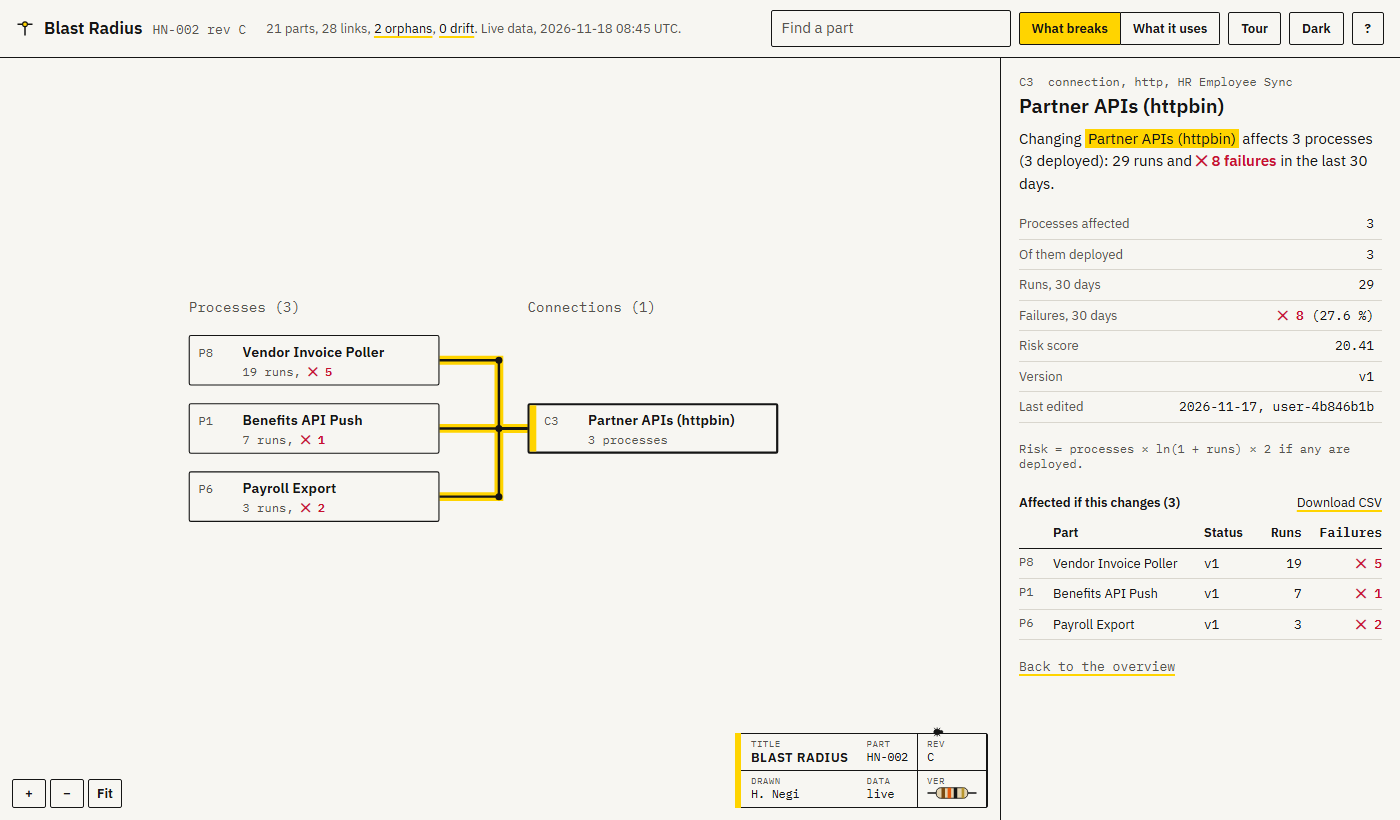 Blast Radius HN-002 rev C 21 parts, 28 links, 2 orphans, 0 drift. Live data, 2026-11-18 08:45 UTC. Find a part What breaks What it uses Tour Dark ?
Processes (3) Connections (1)
P8 Vendor Invoice Poller
19 runs, ✕ 5
P1 Benefits API Push
7 runs, ✕ 1
P6 Payroll Export
3 runs, ✕ 2
C3 Partner APIs (httpbin)
3 processes
+ − Fit
TITLE PART REV
BLAST RADIUS HN-002 C
DRAWN DATA VER
H. Negi live
C3 connection, http, HR Employee Sync
Partner APIs (httpbin)
Changing Partner APIs (httpbin) affects 3 processes
(3 deployed): 29 runs and ✕ 8 failures in the last 30
days.
Processes affected 3
Of them deployed 3
Runs, 30 days 29
Failures, 30 days ✕ 8 (27.6 %)
Risk score 20.41
Version v1
Last edited 2026-11-17, user-4b846b1b
Risk = processes × ln(1 + runs) × 2 if any are
deployed.
Affected if this changes (3) Download CSV
Part Status Runs Failures
P8 Vendor Invoice Poller v1 19 ✕ 5
P1 Benefits API Push v1 7 ✕ 1
P6 Payroll Export v1 3 ✕ 2
Back to the overview